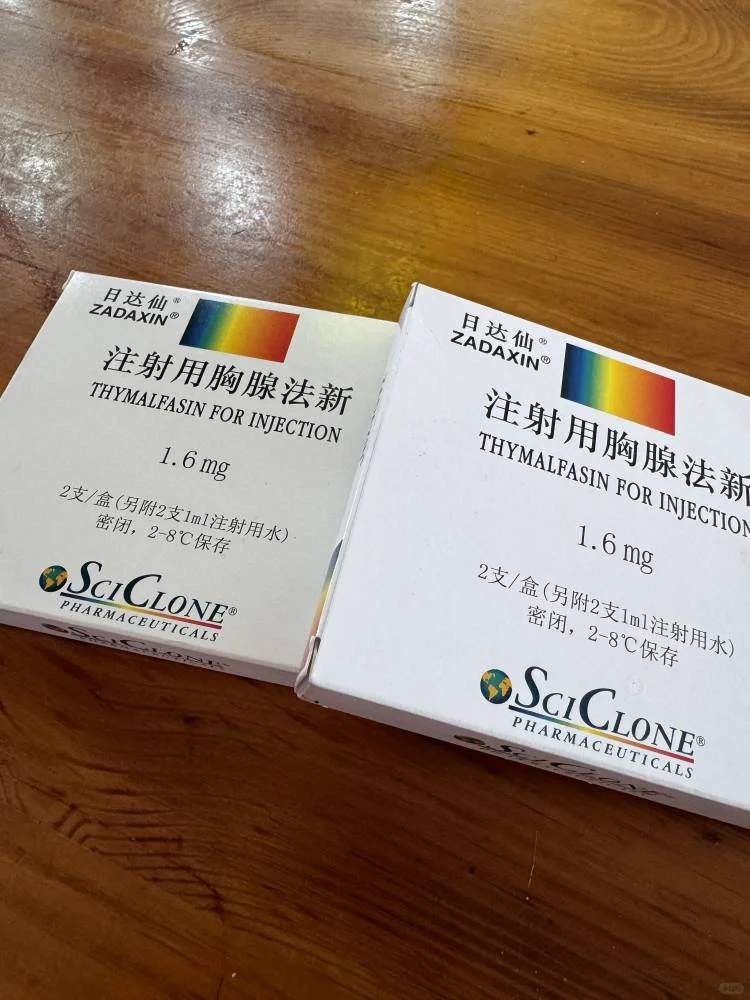 日达仙®
ZADAXIN®
注射用胸腺法新
THYMALFASIN FOR INJECTION
1.6 mg
2支/盒(另附2支1ml注射用水)
密闭，2-8℃保存
SCICLONE®
PHARMACEUTICALS
SCICLONE
日达仙®
ZADAXIN®
注射用胸腺法新
THYMALFASIN FOR INJECTION
1.6 mg
2支/盒(另附2支1ml注射用水)
密闭，2-8℃保存
SCICLONE®
PHARMACEUTICALS